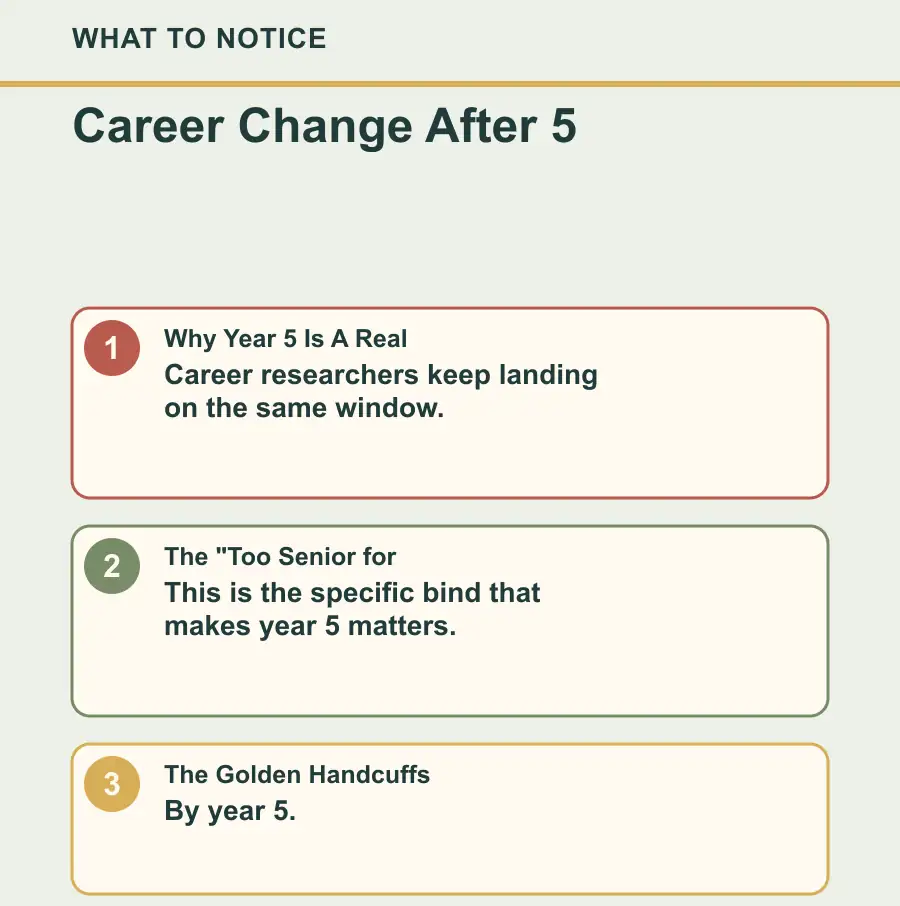 WHAT TO NOTICE
Career Change After 5
1
Why Year 5 Is A Real
Career researchers keep landing
on the same window.
2
The "Too Senior for
This is the specific bind that
makes year 5 matters.
3
The Golden Handcuffs
By year 5.